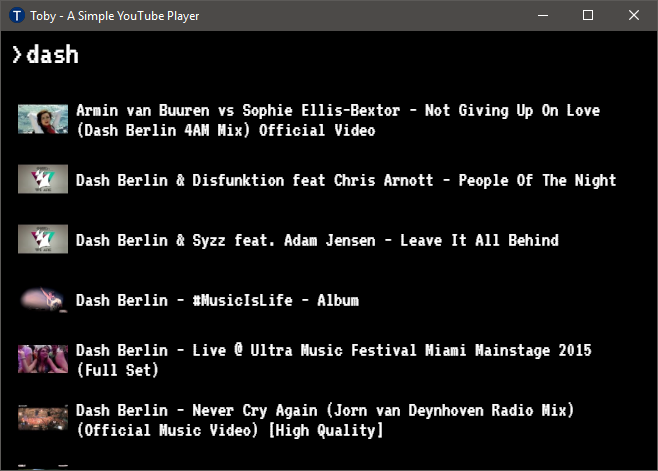 T Toby - A Simple YouTube Player
>dash
Armin van Buuren vs Sophie Ellis-Bextor - Not Giving Up On Love
(Dash Berlin 4AM Mix) Official Video
Dash Berlin & Disfunktion feat Chris Arnott - People Of The Night
Dash Berlin & Syzz feat. Adam Jensen - Leave It All Behind
Dash Berlin - #MusicIsLife - Album
Dash Berlin - Live @ Ultra Music Festival Miami Mainstage 2015
(Full Set)
Dash Berlin - Never Cry Again (Jorn van Deynhoven Radio Mix)
(Official Music Video) [High Quality]